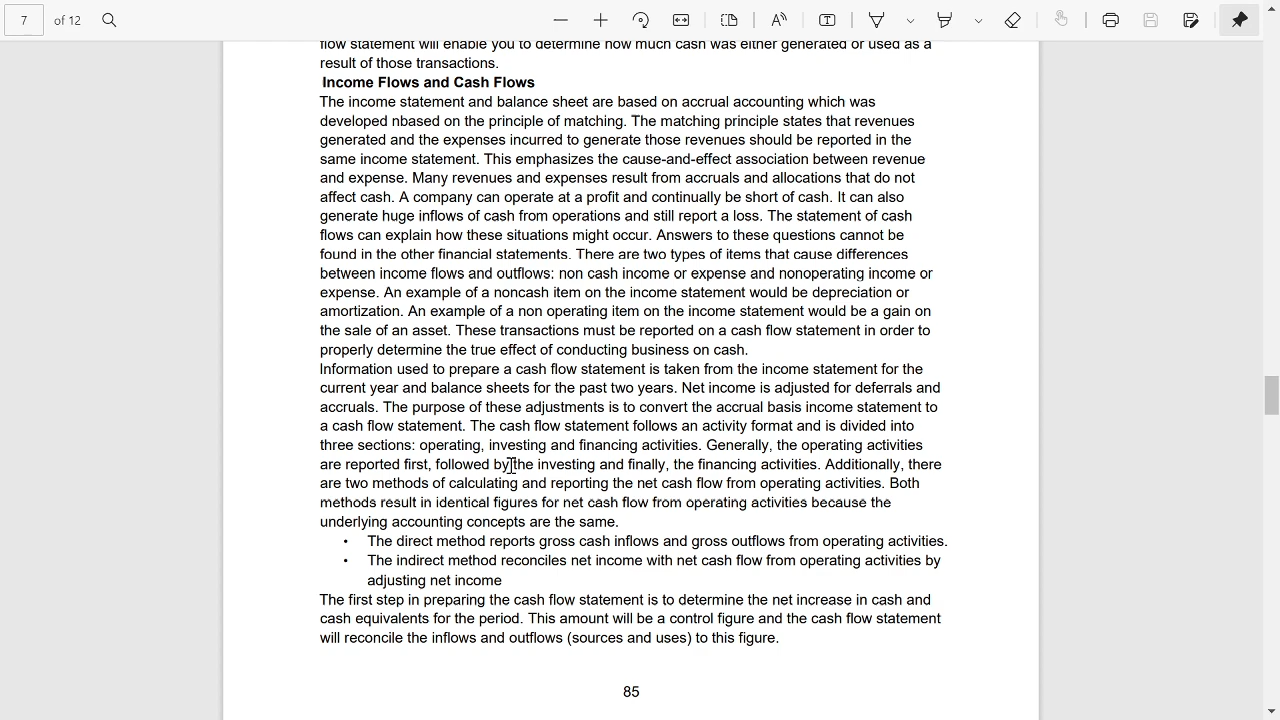 7 of 12
flow statement will enable you to determine how much cash was either generated or used as a
result of those transactions.
Income Flows and Cash Flows
The income statement and balance sheet are based on accrual accounting which was
developed nbased on the principle of matching. The matching principle states that revenues
generated and the expenses incurred to generate those revenues should be reported in the
same income statement. This emphasizes the cause-and-effect association between revenue
and expense. Many revenues and expenses result from accruals and allocations that do not
affect cash. A company can operate at a profit and continually be short of cash. It can also
generate huge inflows of cash from operations and still report a loss. The statement of cash
flows can explain how these situations might occur. Answers to these questions cannot be
found in the other financial statements. There are two types of items that cause differences
between income flows and outflows: non cash income or expense and nonoperating income or
expense. An example of a noncash item on the income statement would be depreciation or
amortization. An example of a non operating item on the income statement would be a gain on
the sale of an asset. These transactions must be reported on a cash flow statement in order to
properly determine the true effect of conducting business on cash.
Information used to prepare a cash flow statement is taken from the income statement for the
current year and balance sheets for the past two years. Net income is adjusted for deferrals and
accruals. The purpose of these adjustments is to convert the accrual basis income statement to
a cash flow statement. The cash flow statement follows an activity format and is divided into
three sections: operating, investing and financing activities. Generally, the operating activities
are reported first, followed by the investing and finally, the financing activities. Additionally, there
are two methods of calculating and reporting the net cash flow from operating activities. Both
methods result in identical figures for net cash flow from operating activities because the
underlying accounting concepts are the same.
• The direct method reports gross cash inflows and gross outflows from operating activities.
• The indirect method reconciles net income with net cash flow from operating activities by
adjusting net income
The first step in preparing the cash flow statement is to determine the net increase in cash and
cash equivalents for the period. This amount will be a control figure and the cash flow statement
will reconcile the inflows and outflows (sources and uses) to this figure.
85